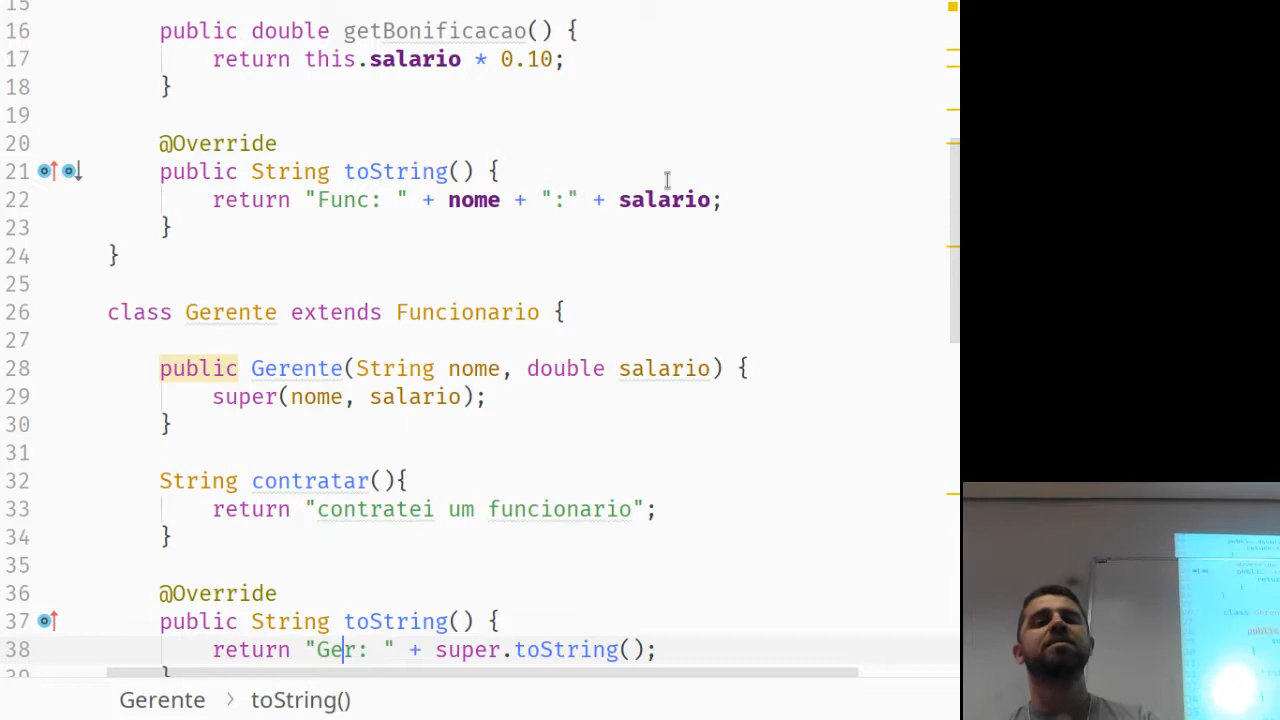 15
16 public double getBonificacao() {
17 return this.salario * 0.10;
18 }
19
20 @Override
21 public String toString() {
22 return "Func: " + nome + ":" + salario;
23 }
24 }
25
26 class Gerente extends Funcionario {
27
28 public Gerente(String nome, double salario) {
29 super(nome, salario);
30 }
31
32 String contratar(){
33 return "contratei um funcionario";
34 }
35
36 @Override
37 public String toString() {
38 return "Ger: " + super.toString();
39 }
Gerente > toString()